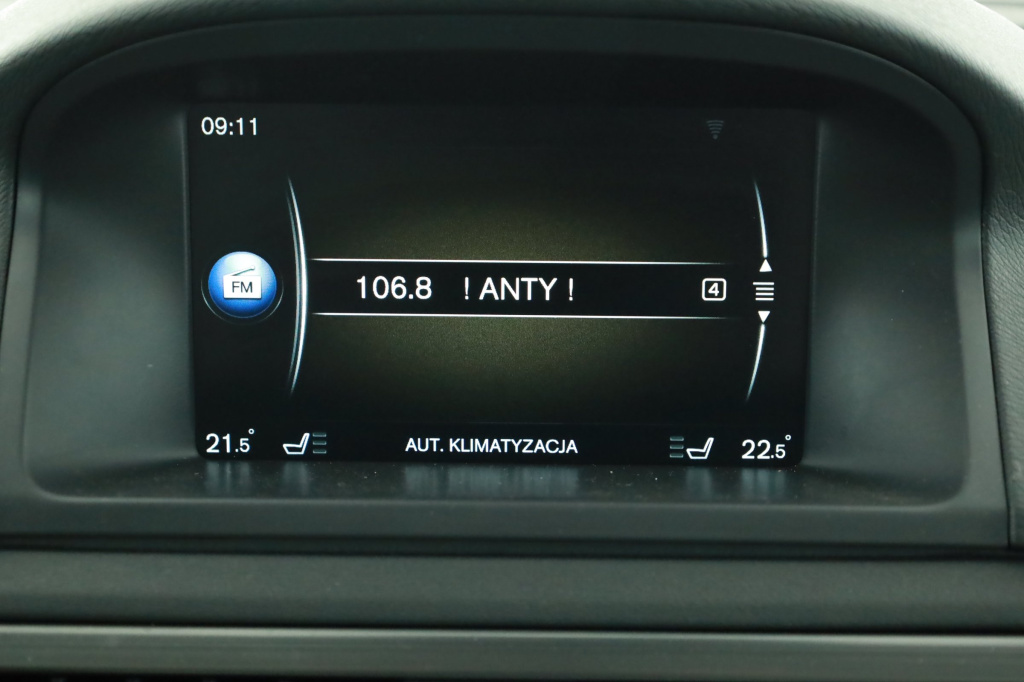 09:11
FM
106.8 ! ANTY ! 4
21.5° AUT. KLIMATYZACJA 22.5°